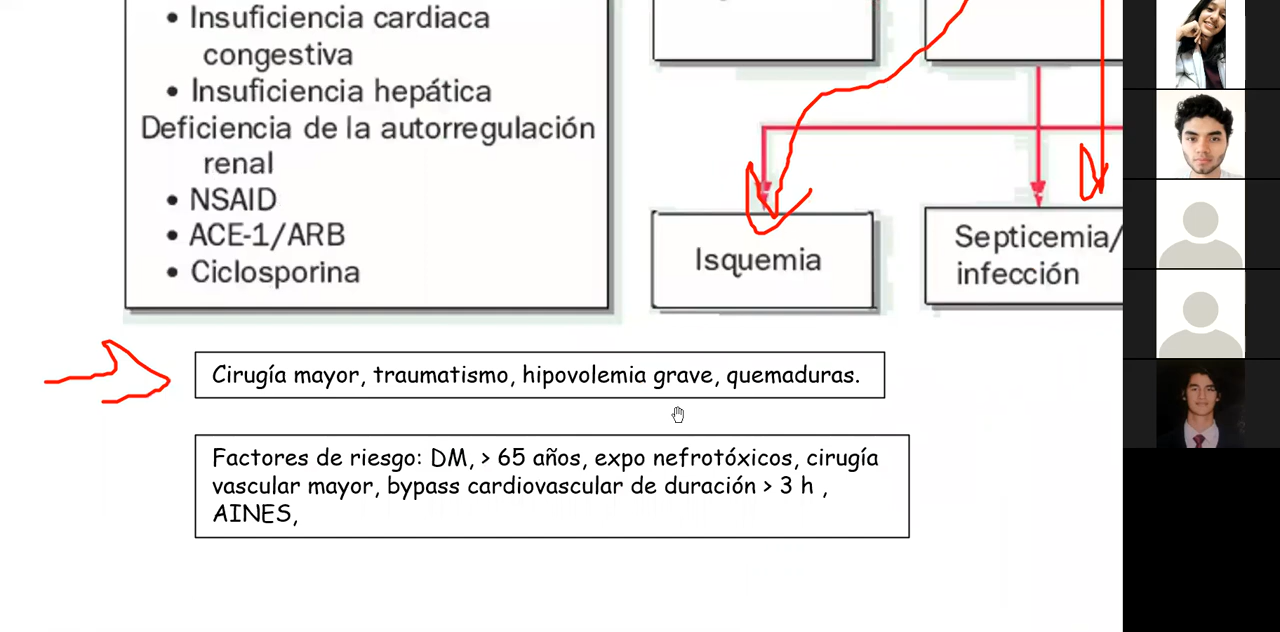 • Insuficiencia cardiaca
congestiva
• Insuficiencia hepática
Deficiencia de la autorregulación
renal
• NSAID
• ACE-1/ARB
• Ciclosporina
Isquemia
Septicemia/
infección
Cirugía mayor, traumatismo, hipovolemia grave, quemaduras.
Factores de riesgo: DM, > 65 años, expo nefrotóxicos, cirugía
vascular mayor, bypass cardiovascular de duración > 3 h ,
AINES,